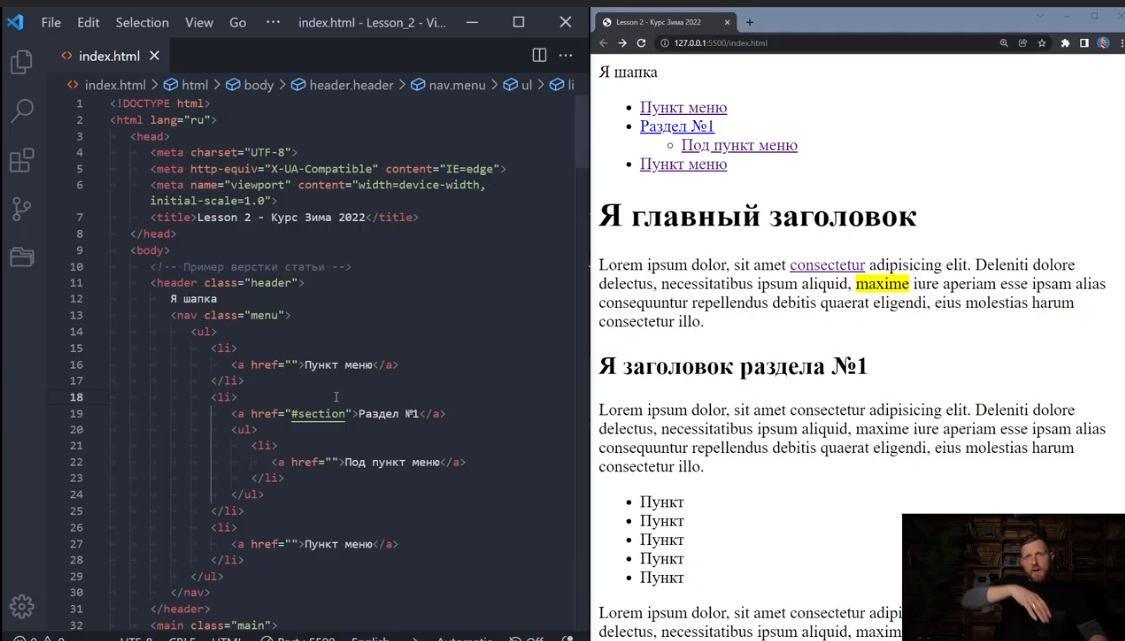 File Edit Selection View Go ··· index.html - Lesson_2 - Vi...
index.html
index.html > html > body > header.header > nav.menu > ul > li
1 <!DOCTYPE html>
2 <html lang="ru">
3 <head>
4 <meta charset="UTF-8">
5 <meta http-equiv="X-UA-Compatible" content="IE=edge">
6 <meta name="viewport" content="width=device-width,
initial-scale=1.0">
7 <title>Lesson 2 - Курс Зима 2022</title>
8 </head>
9 <body>
10 <!-- Пример верстки статьи -->
11 <header class="header">
12 Я шапка
13 <nav class="menu">
14 <ul>
15 <li>
16 <a href="">Пункт меню</a>
17 </li>
18 <li>
19 <a href="#section">Раздел №1</a>
20 <ul>
21 <li>
22 <a href="">Под пункт меню</a>
23 </li>
24 </ul>
25 </li>
26 <li>
27 <a href="">Пункт меню</a>
28 </li>
29 </ul>
30 </nav>
31 </header>
32 <main class="main">
Lesson 2 - Курс Зима 2022
127.0.0.1:5500/index.html
Я шапка
Пункт меню
Раздел №1
Под пункт меню
Пункт меню
Я главный заголовок
Lorem ipsum dolor, sit amet consectetur adipisicing elit. Deleniti dolore
delectus, necessitatibus ipsum aliquid, maxime iure aperiam esse ipsam alias
consequuntur repellendus debitis quaerat eligendi, eius molestias harum
consectetur illo.
Я заголовок раздела №1
Lorem ipsum dolor, sit amet consectetur adipisicing elit. Deleniti dolore
delectus, necessitatibus ipsum aliquid, maxime iure aperiam esse ipsam alias
consequuntur repellendus debitis quaerat eligendi, eius molestias harum
consectetur illo.
Пункт
Пункт
Пункт
Пункт
Пункт
Lorem ipsum dolor, sit amet consectetur adipi
delectus, necessitatibus ipsum aliquid, maxim